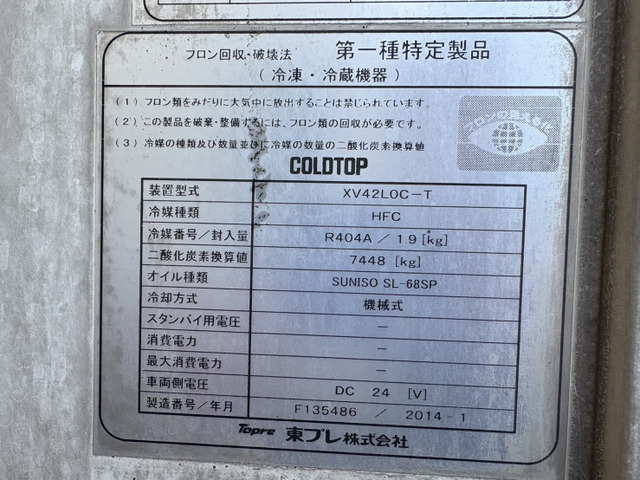 フロン回収・破壊法 第一種特定製品
(冷凍・冷蔵機器)
(1) フロン類をみだりに大気中に放出することは禁じられています。
(2) この製品を破棄・整備するには、フロン類の回収が必要です。
(3) 冷媒の種類及び数量並びに冷媒の数量の二酸化炭素換算値
フロンの見える化
COLDTOP
装置型式 XV42LOC-T
冷媒種類 HFC
冷媒番号/封入量 R404A / 1.9 [kg]
二酸化炭素換算値 7448 [kg]
オイル種類 SUNISO SL-68SP
冷却方式 機械式
スタンバイ用電圧 —
消費電力 —
最大消費電力 —
車両側電圧 DC 24 [V]
製造番号/年月 F135486 / 2014-1
Topre 東プレ株式会社